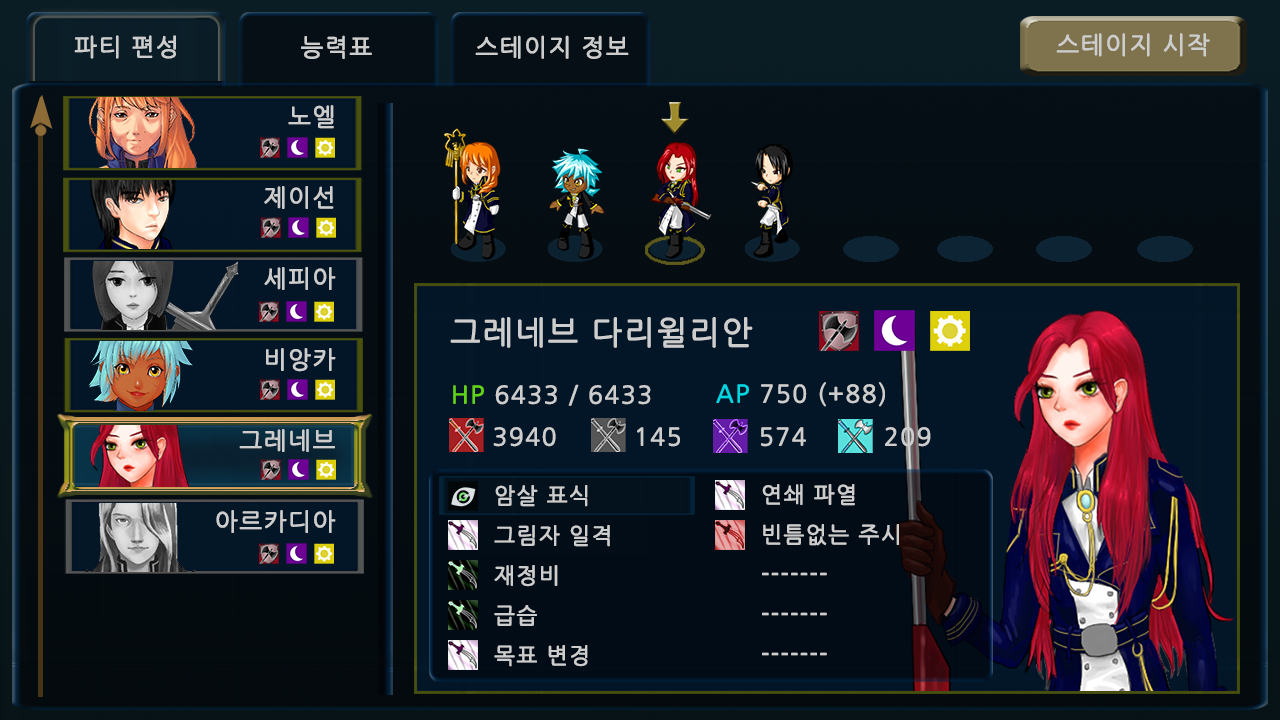 파티 편성
능력표
스테이지 정보
스테이지 시작
노엘
제이선
세피아
비앙카
그레네브
아르카디아
그레네브 다리윌리안
HP 6433 / 6433
AP 750 (+88)
3940
145
574
209
암살 표식
연쇄 파열
그림자 일격
빈틈없는 주시
재정비
-------
급습
-------
목표 변경
-------